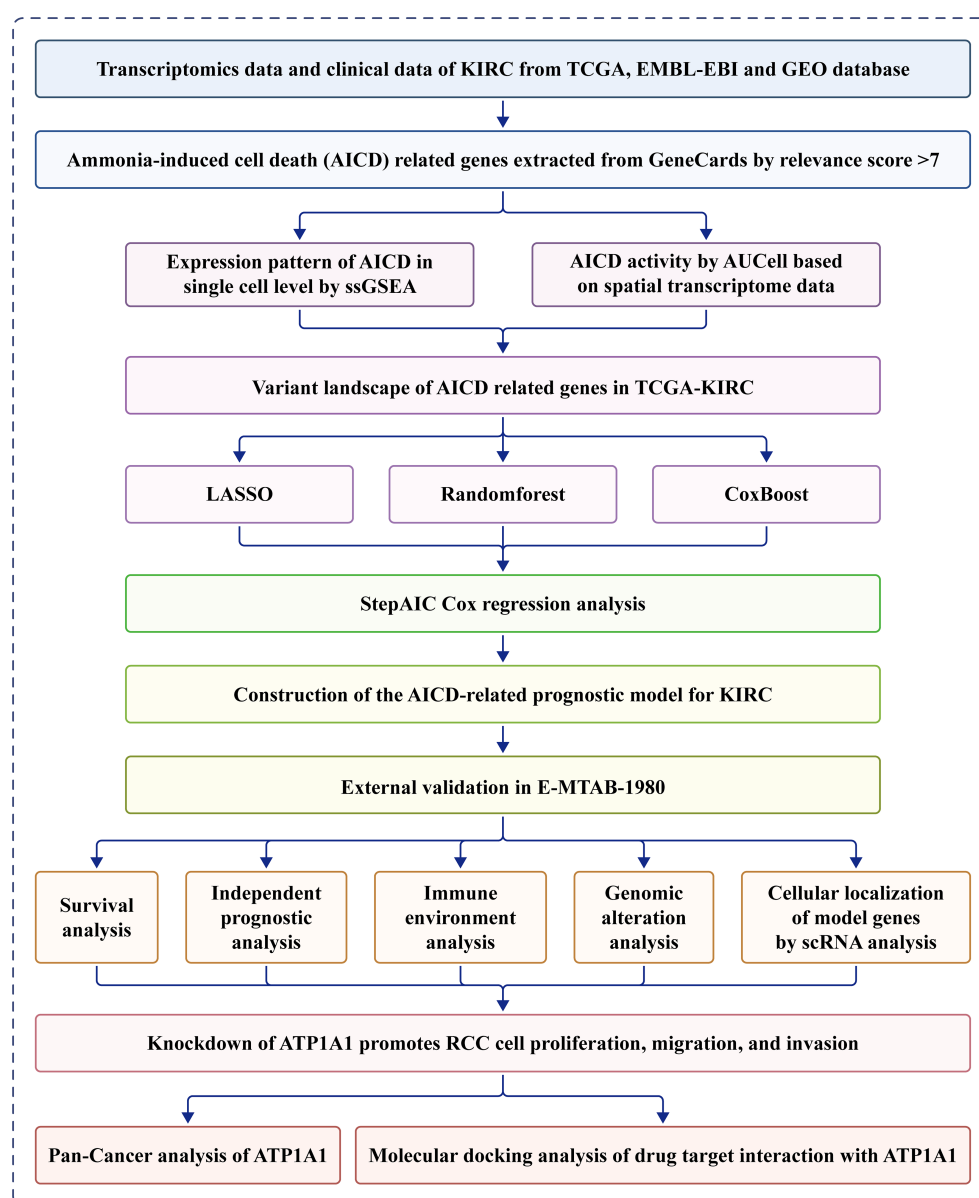 Transcriptomics data and clinical data of KIRC from TCGA, EMBL-EBI and GEO database
Ammonia-induced cell death (AICD) related genes extracted from GeneCards by relevance score >7
Expression pattern of AICD in
single cell level by ssGSEA
AICD activity by AUCell based
on spatial transcriptome data
Variant landscape of AICD related genes in TCGA-KIRC
LASSO
Randomforest
CoxBoost
StepAIC Cox regression analysis
Construction of the AICD-related prognostic model for KIRC
External validation in E-MTAB-1980
Survival
analysis
Independent
prognostic
analysis
Immune
environment
analysis
Genomic
alteration
analysis
Cellular localization
of model genes
by scRNA analysis
Knockdown of ATP1A1 promotes RCC cell proliferation, migration, and invasion
Pan-Cancer analysis of ATP1A1
Molecular docking analysis of drug target interaction with ATP1A1